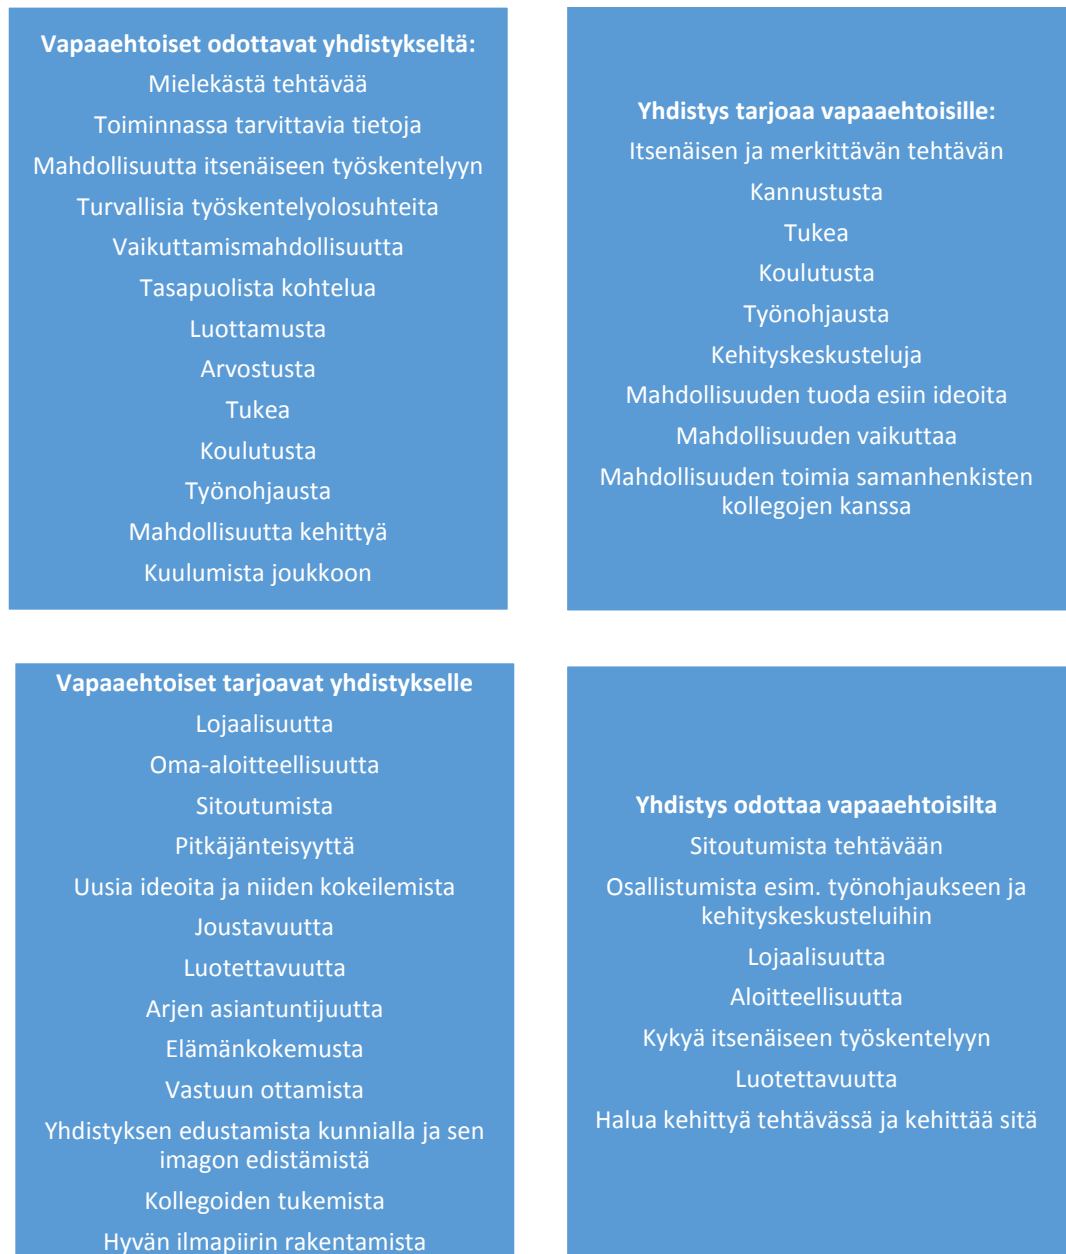 Vapaaehtoiset odottavat yhdistykseltä:
Mielekästä tehtävää
Toiminnassa tarvittavia tietoja
Mahdollisuutta itsenäiseen työskentelyyn
Turvallisia työskentelyolosuhteita
Vaikuttamismahdollisuutta
Tasapuolista kohtelua
Luottamusta
Arvostusta
Tukea
Koulutusta
Työnohjausta
Mahdollisuutta kehittyä
Kuulumista joukkoon
Yhdistys tarjoaa vapaaehtoisille:
Itsenäisen ja merkittävän tehtävän
Kannustusta
Tukea
Koulutusta
Työnohjausta
Kehityskeskusteluja
Mahdollisuuden tuoda esiin ideoita
Mahdollisuuden vaikuttaa
Mahdollisuuden toimia samanhenkisten
kollegojen kanssa
Vapaaehtoiset tarjoavat yhdistykselle
Lojaalisuutta
Oma-aloitteellisuutta
Sitoutumista
Pitkäjänteisyyttä
Uusia ideoita ja niiden kokeilemista
Joustavuutta
Luotettavuutta
Arjen asiantuntijuutta
Elämänkokemusta
Vastuun ottamista
Yhdistyksen edustamista kunnialla ja sen
imagon edistämistä
Kollegoiden tukemista
Hyvän ilmapiirin rakentamista
Yhdistys odottaa vapaaehtoisilta
Sitoutumista tehtävään
Osallistumista esim. työnohjaukseen ja
kehityskeskusteluihin
Lojaalisuutta
Aloitteellisuutta
Kykyä itsenäiseen työskentelyyn
Luotettavuutta
Halua kehittyä tehtävässä ja kehittää sitä